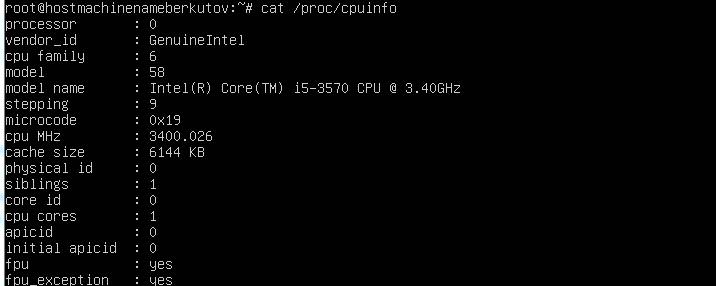 root@hostmachinenameberkutov:~# cat /proc/cpuinfo
processor : 0
vendor_id : GenuineIntel
cpu family : 6
model : 58
model name : Intel(R) Core(TM) i5-3570 CPU @ 3.40GHz
stepping : 9
microcode : 0x19
cpu MHz : 3400.026
cache size : 6144 KB
physical id : 0
siblings : 1
core id : 0
cpu cores : 1
apicid : 0
initial apicid : 0
fpu : yes
fpu_exception : yes